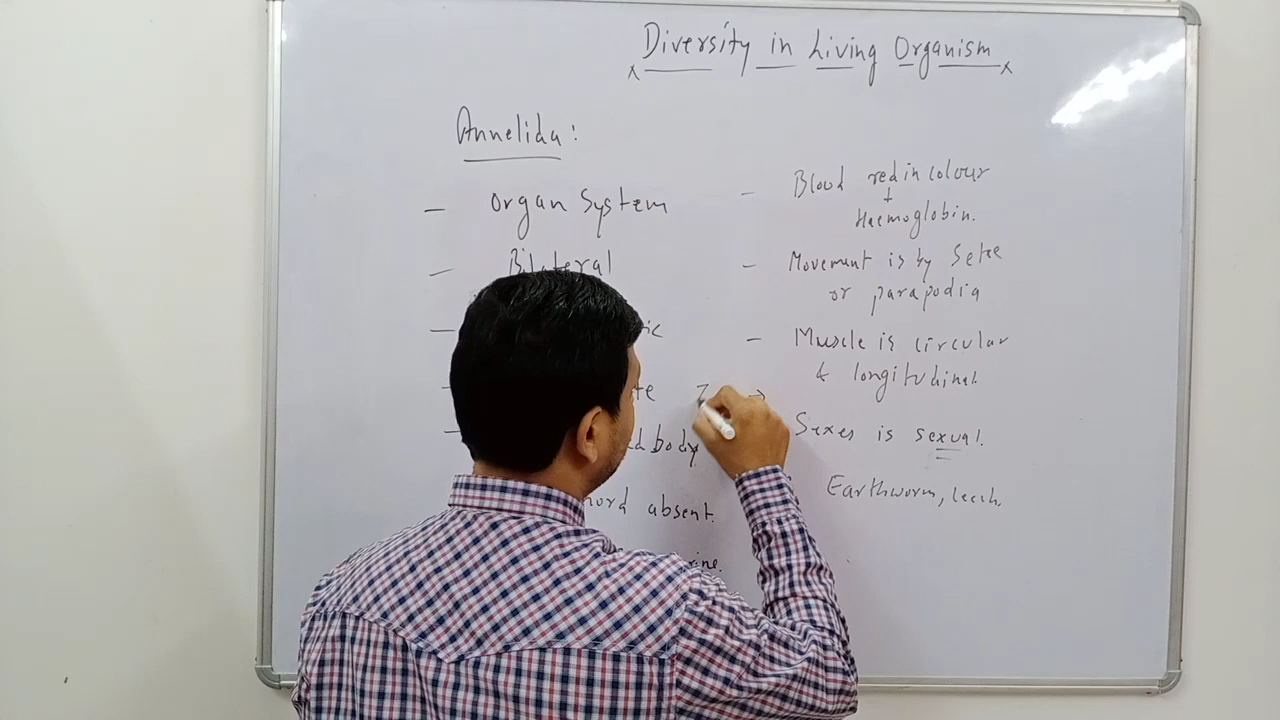 Diversity in Living Organism
Annelida:
- Organ System
- Bilateral
body
absent.
- Blood red in colour
Haemoglobin.
- Movement is by Setae
or parapodia
- Muscle is circular
& longitudinal.
Sexes is sexual.
Earthworm, Leech.